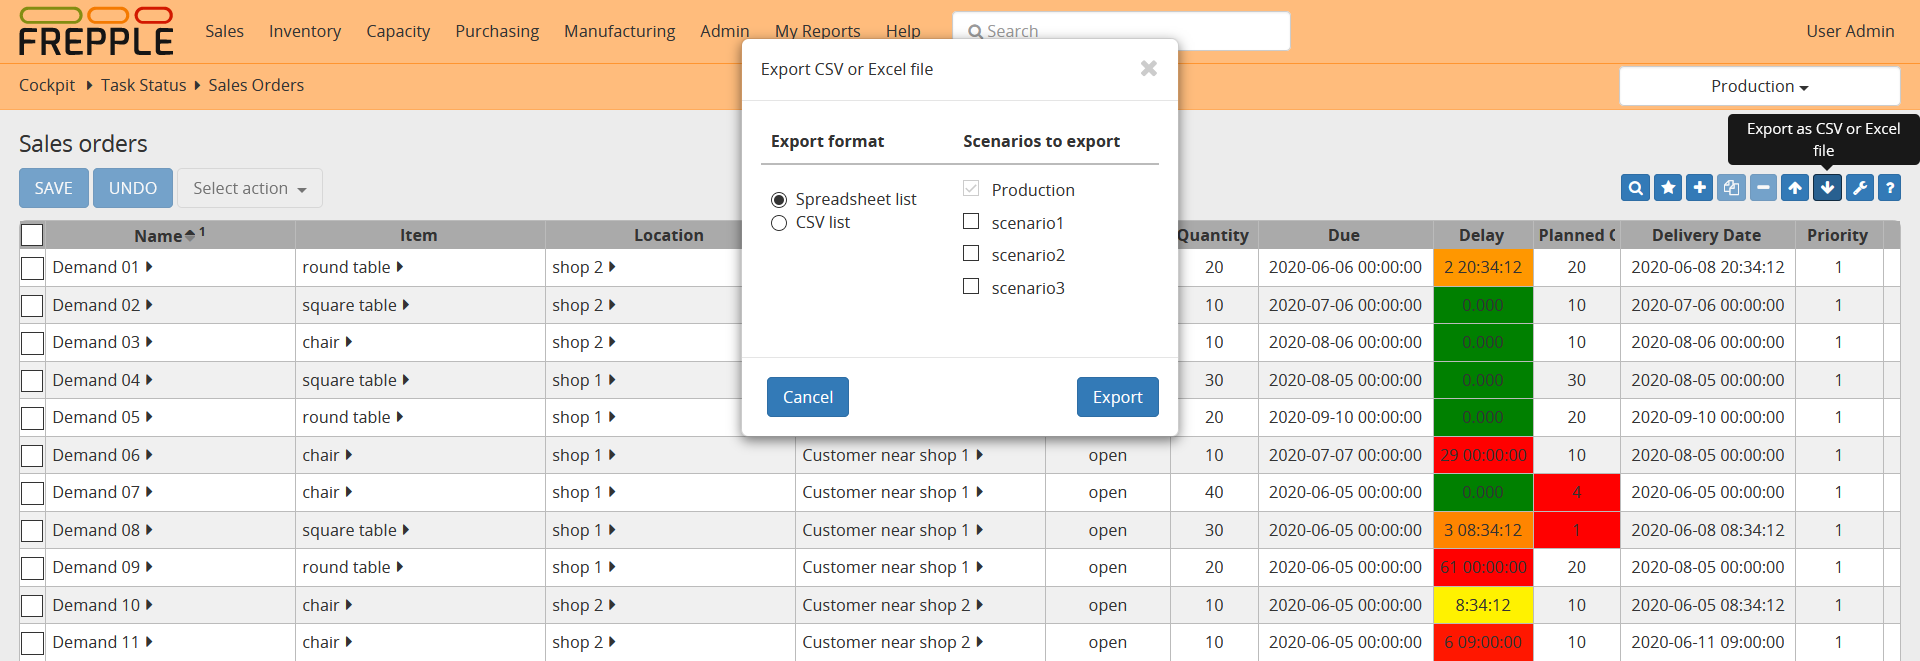 FREPPLE
Sales Inventory Capacity Purchasing Manufacturing Admin My Reports Help Search User Admin
Cockpit Task Status Sales Orders Production
Export CSV or Excel file
Export format Scenarios to export
Spreadsheet list
CSV list
Production
scenario1
scenario2
scenario3
Cancel Export
Export as CSV or Excel
file
Sales orders
SAVE UNDO Select action ?
Name 1 Item Location Quantity Due Delay Planned Delivery Date Priority
Demand 01 round table shop 2 20 2020-06-06 00:00:00 2 20:34:12 20 2020-06-08 20:34:12 1
Demand 02 square table shop 2 10 2020-07-06 00:00:00 0.000 10 2020-07-06 00:00:00 1
Demand 03 chair shop 2 10 2020-08-06 00:00:00 0.000 10 2020-08-06 00:00:00 1
Demand 04 square table shop 1 30 2020-08-05 00:00:00 0.000 30 2020-08-05 00:00:00 1
Demand 05 round table shop 1 20 2020-09-10 00:00:00 0.000 20 2020-09-10 00:00:00 1
Demand 06 chair shop 1 Customer near shop 1 open 10 2020-07-07 00:00:00 29 00:00:00 10 2020-08-05 00:00:00 1
Demand 07 chair shop 1 Customer near shop 1 open 40 2020-06-05 00:00:00 0.000 4 2020-06-05 00:00:00 1
Demand 08 square table shop 1 Customer near shop 1 open 30 2020-06-05 00:00:00 3 08:34:12 1 2020-06-08 08:34:12 1
Demand 09 round table shop 1 Customer near shop 1 open 20 2020-06-05 00:00:00 61 00:00:00 20 2020-08-05 00:00:00 1
Demand 10 chair shop 2 Customer near shop 2 open 10 2020-06-05 00:00:00 8:34:12 10 2020-06-05 08:34:12 1
Demand 11 chair shop 2 Customer near shop 2 open 10 2020-06-05 00:00:00 6 09:00:00 10 2020-06-11 09:00:00 1